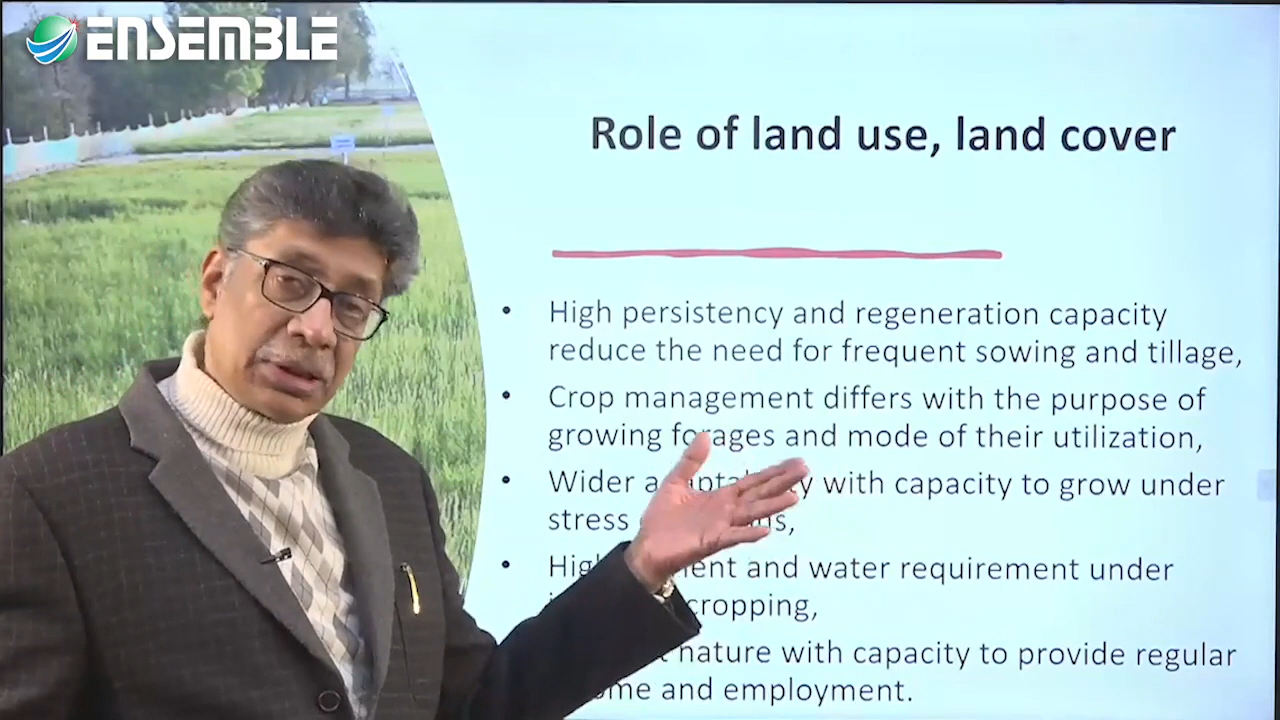 ENSEMBLE
Role of land use, land cover
• High persistency and regeneration capacity
reduce the need for frequent sowing and tillage,
• Crop management differs with the purpose of
growing forages and mode of their utilization,
• Wider with capacity to grow under
stress
• and water requirement under
cropping,
nature with capacity to provide regular
and employment.